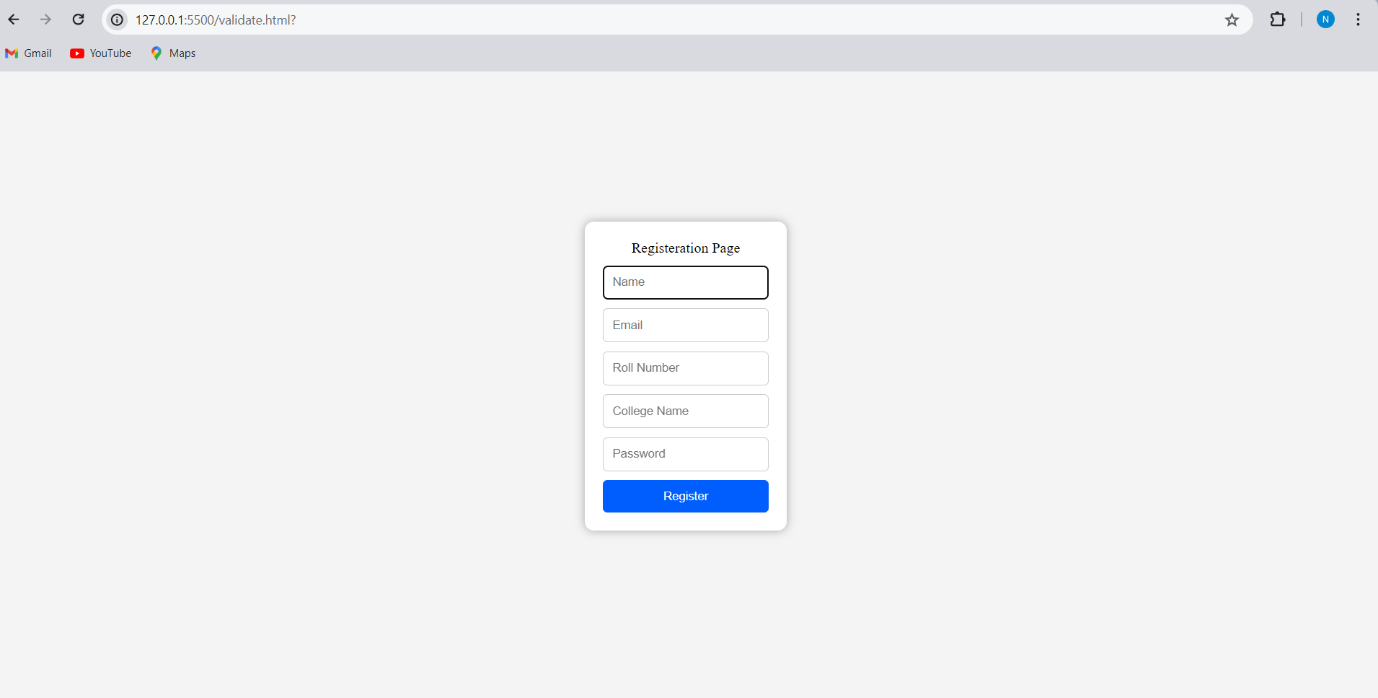 127.0.0.1:5500/validate.html?
N
Gmail YouTube Maps
Registeration Page
Name
Email
Roll Number
College Name
Password
Register